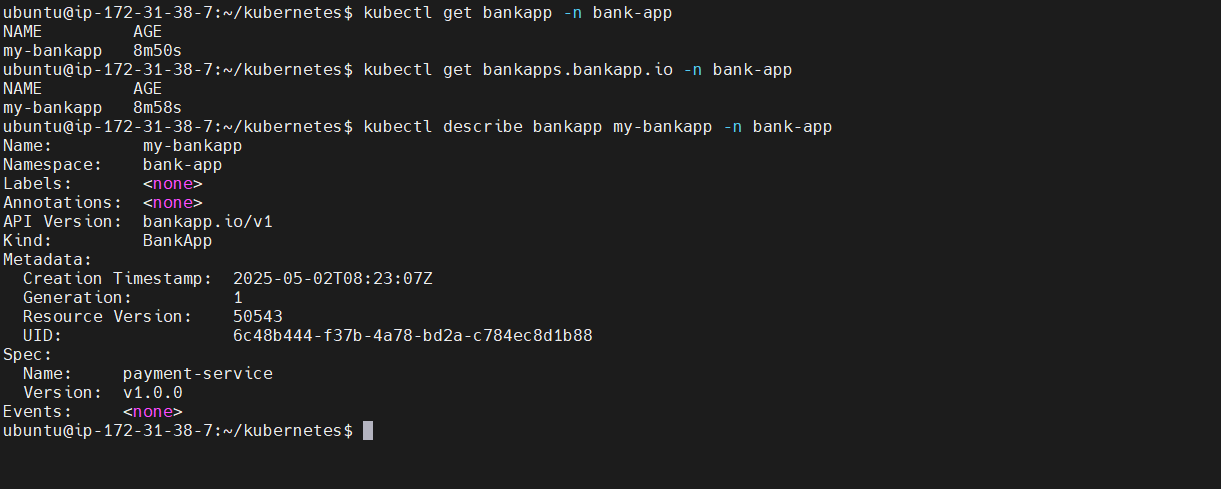 ubuntu@ip-172-31-38-7:~/kubernetes$ kubectl get bankapp -n bank-app
NAME         AGE
my-bankapp   8m50s
ubuntu@ip-172-31-38-7:~/kubernetes$ kubectl get bankapps.bankapp.io -n bank-app
NAME         AGE
my-bankapp   8m58s
ubuntu@ip-172-31-38-7:~/kubernetes$ kubectl describe bankapp my-bankapp -n bank-app
Name:         my-bankapp
Namespace:    bank-app
Labels:       <none>
Annotations:  <none>
API Version:  bankapp.io/v1
Kind:         BankApp
Metadata:
  Creation Timestamp:  2025-05-02T08:23:07Z
  Generation:          1
  Resource Version:    50543
  UID:                 6c48b444-f37b-4a78-bd2a-c784ec8d1b88
Spec:
  Name:     payment-service
  Version:  v1.0.0
Events:     <none>
ubuntu@ip-172-31-38-7:~/kubernetes$